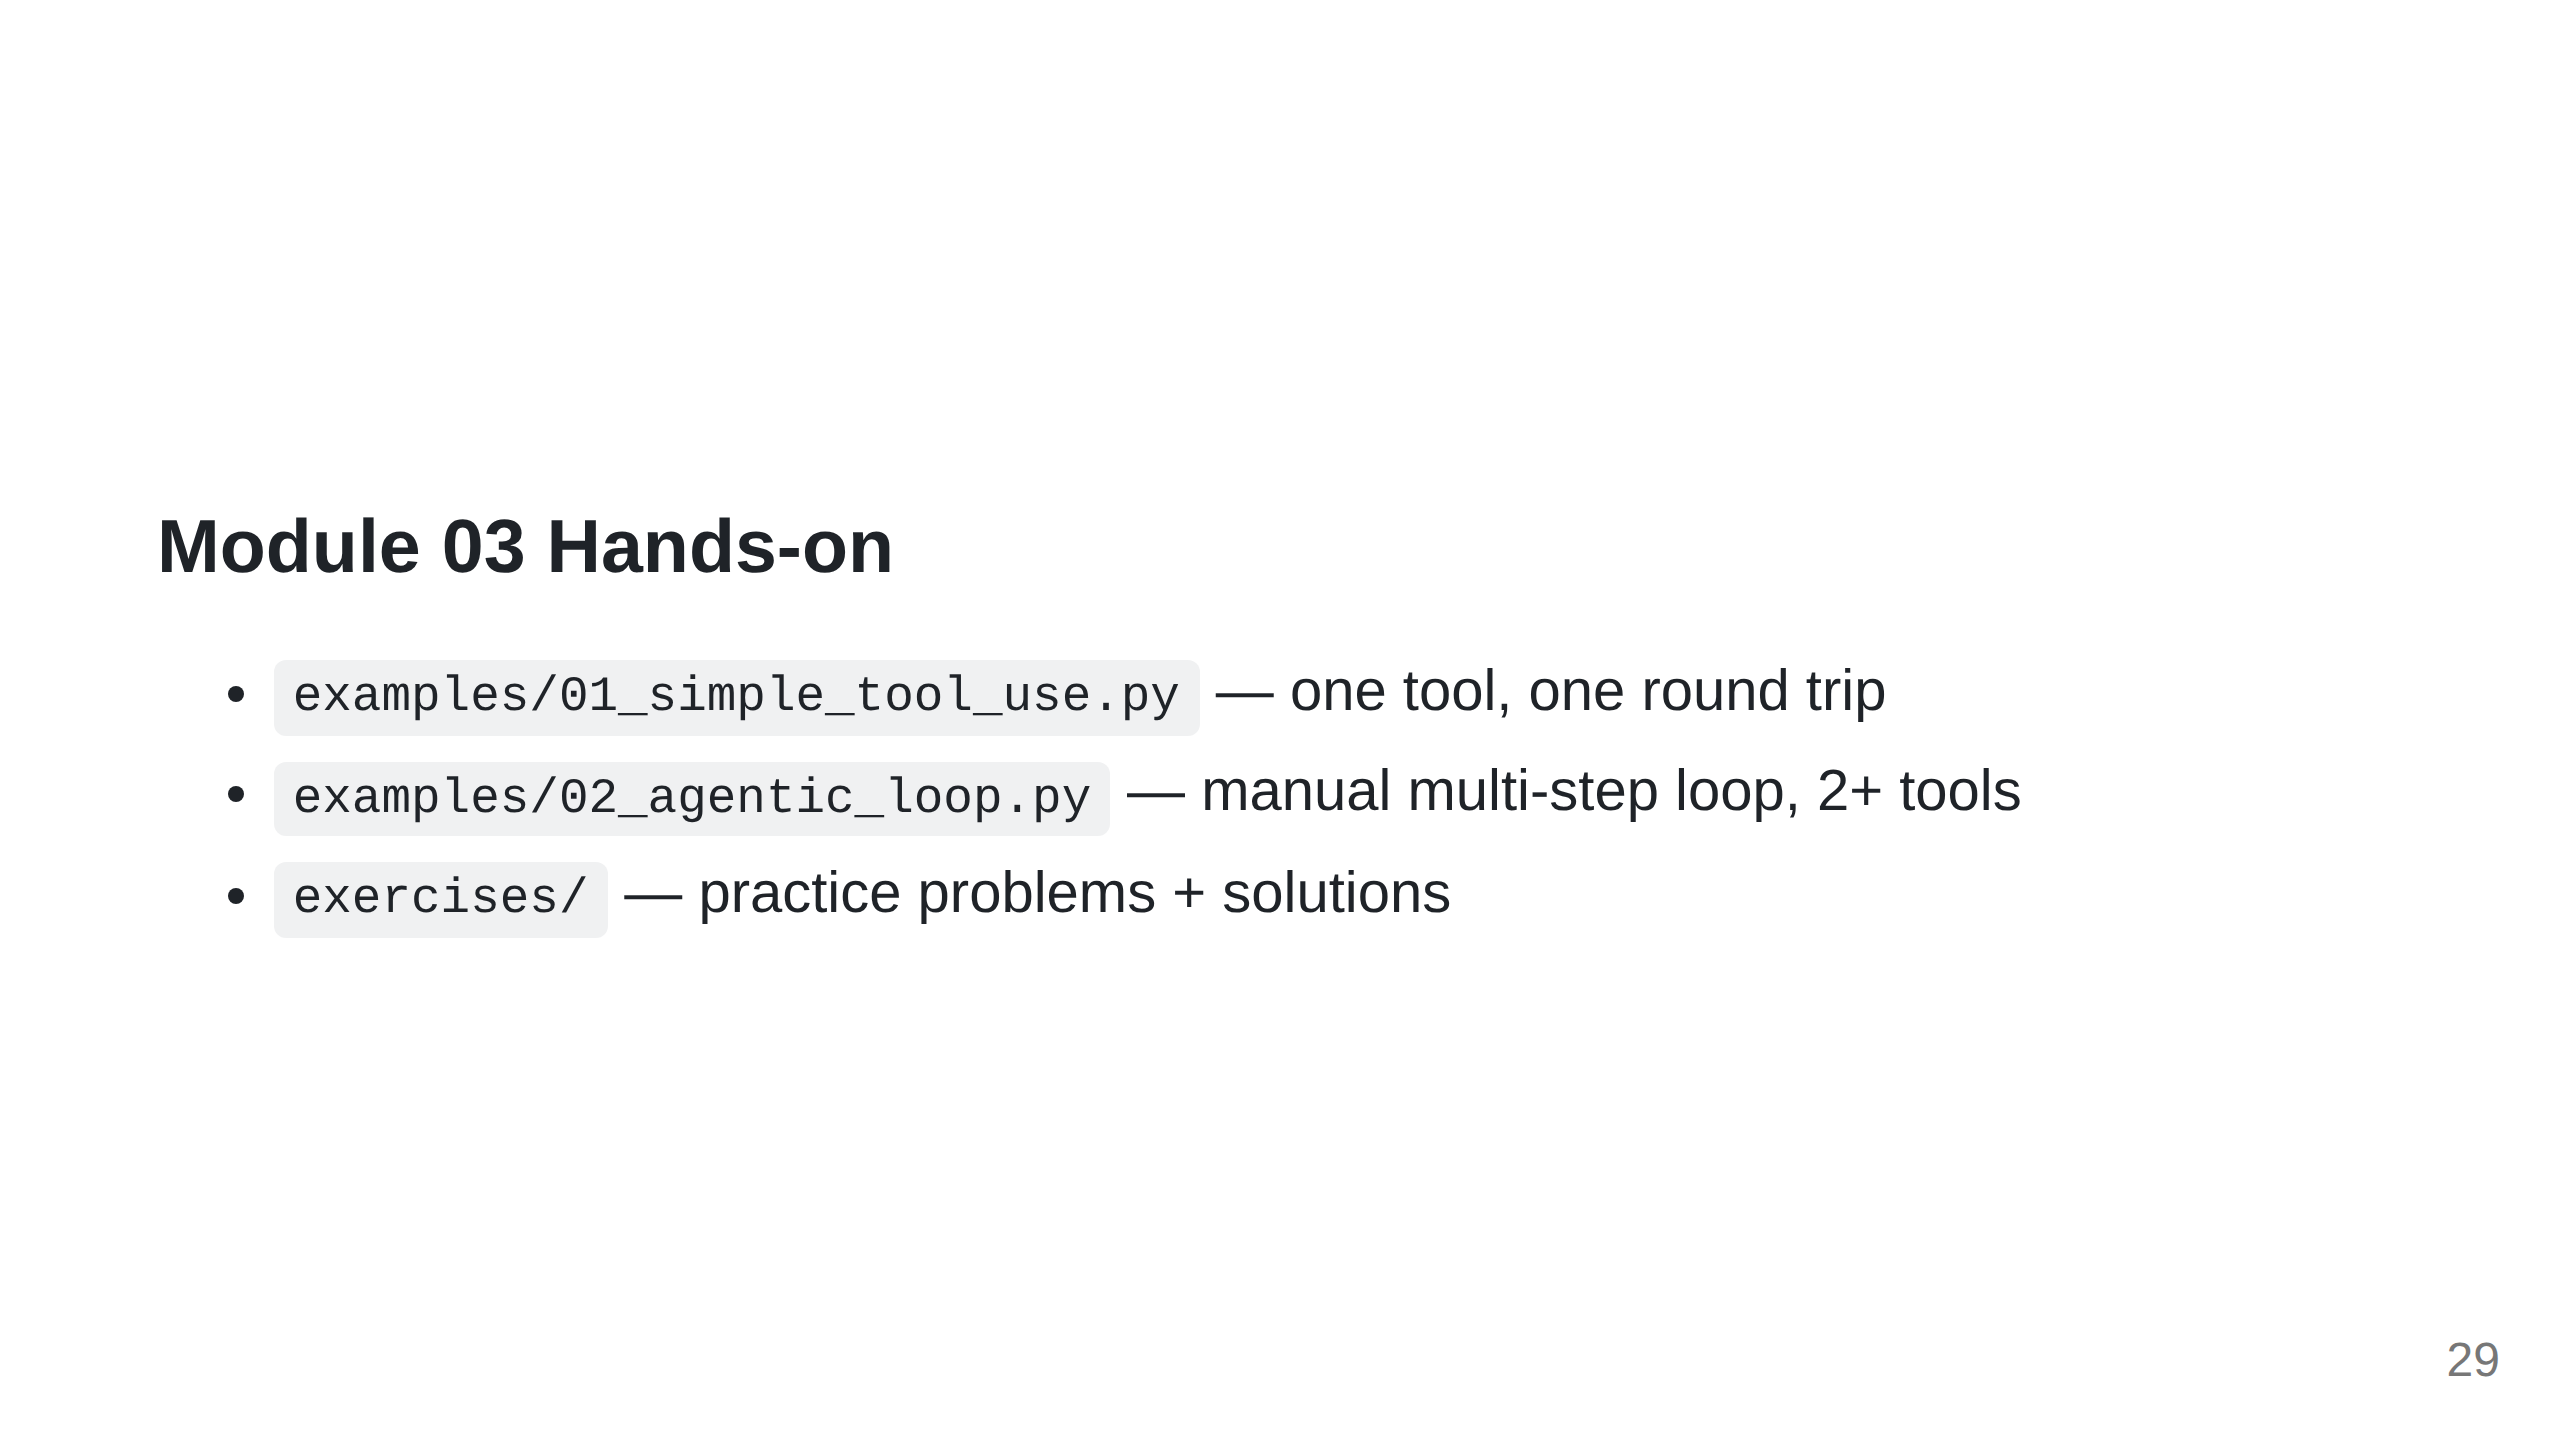 Module 03 Hands-on
• examples/01_simple_tool_use.py — one tool, one round trip
• examples/02_agentic_loop.py — manual multi-step loop, 2+ tools
• exercises/ — practice problems + solutions
29